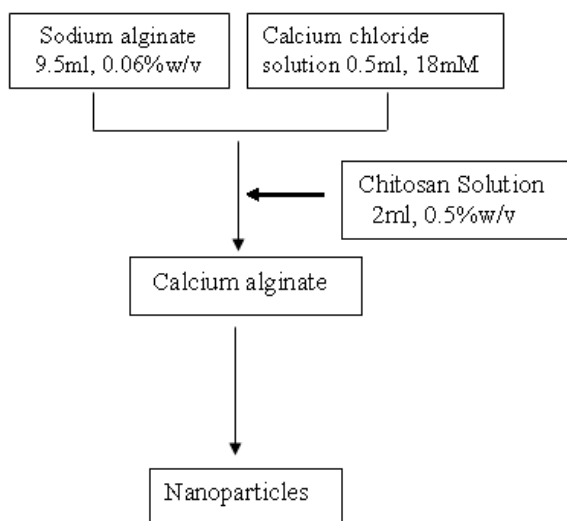 Sodium alginate
9.5ml, 0.06%w/v
Calcium chloride
solution 0.5ml, 18mM
Chitosan Solution
2ml, 0.5%w/v
Calcium alginate
Nanoparticles